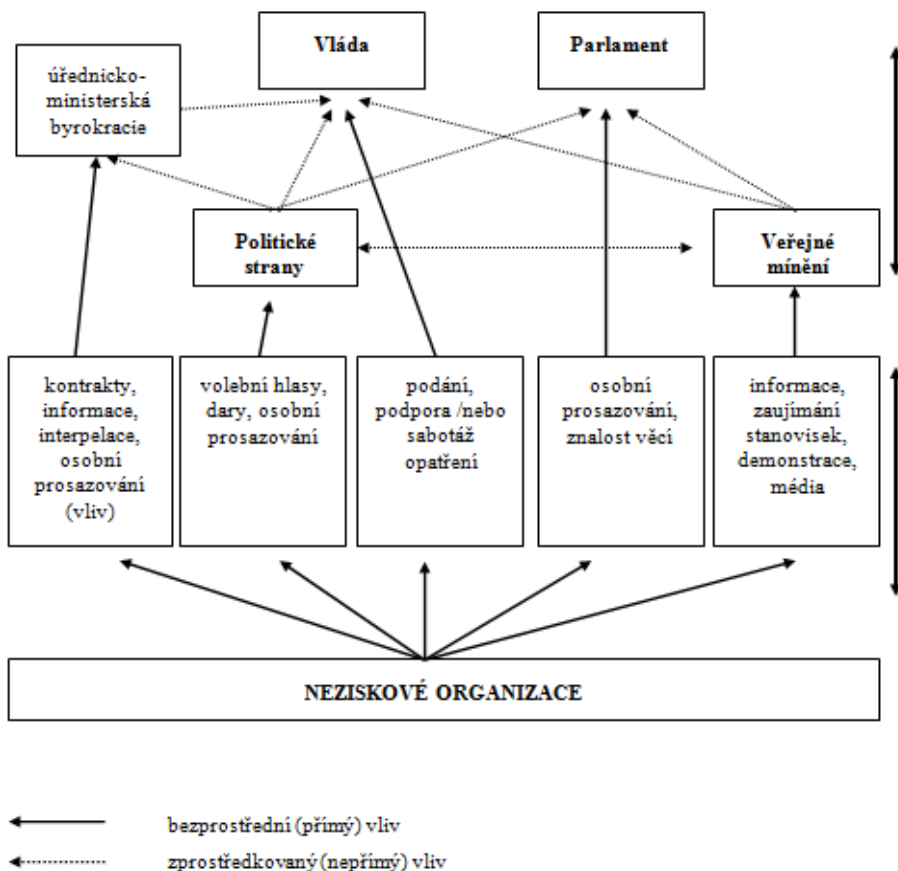 Vláda
Parlament
úřednicko-
ministerská
byrokracie
Politické
strany
Veřejné
mínění
kontrakty,
informace,
interpelace,
osobní
prosazování
(vliv)
volební hlasy,
dary, osobní
prosazování
podání,
podpora /nebo
sabotáž
opatření
osobní
prosazování,
znalost věcí
informace,
zaujímání
stanovisek,
demonstrace,
média
NEZISKOVÉ ORGANIZACE
bezprostřední (přímý) vliv
zprostředkovaný (nepřímý) vliv